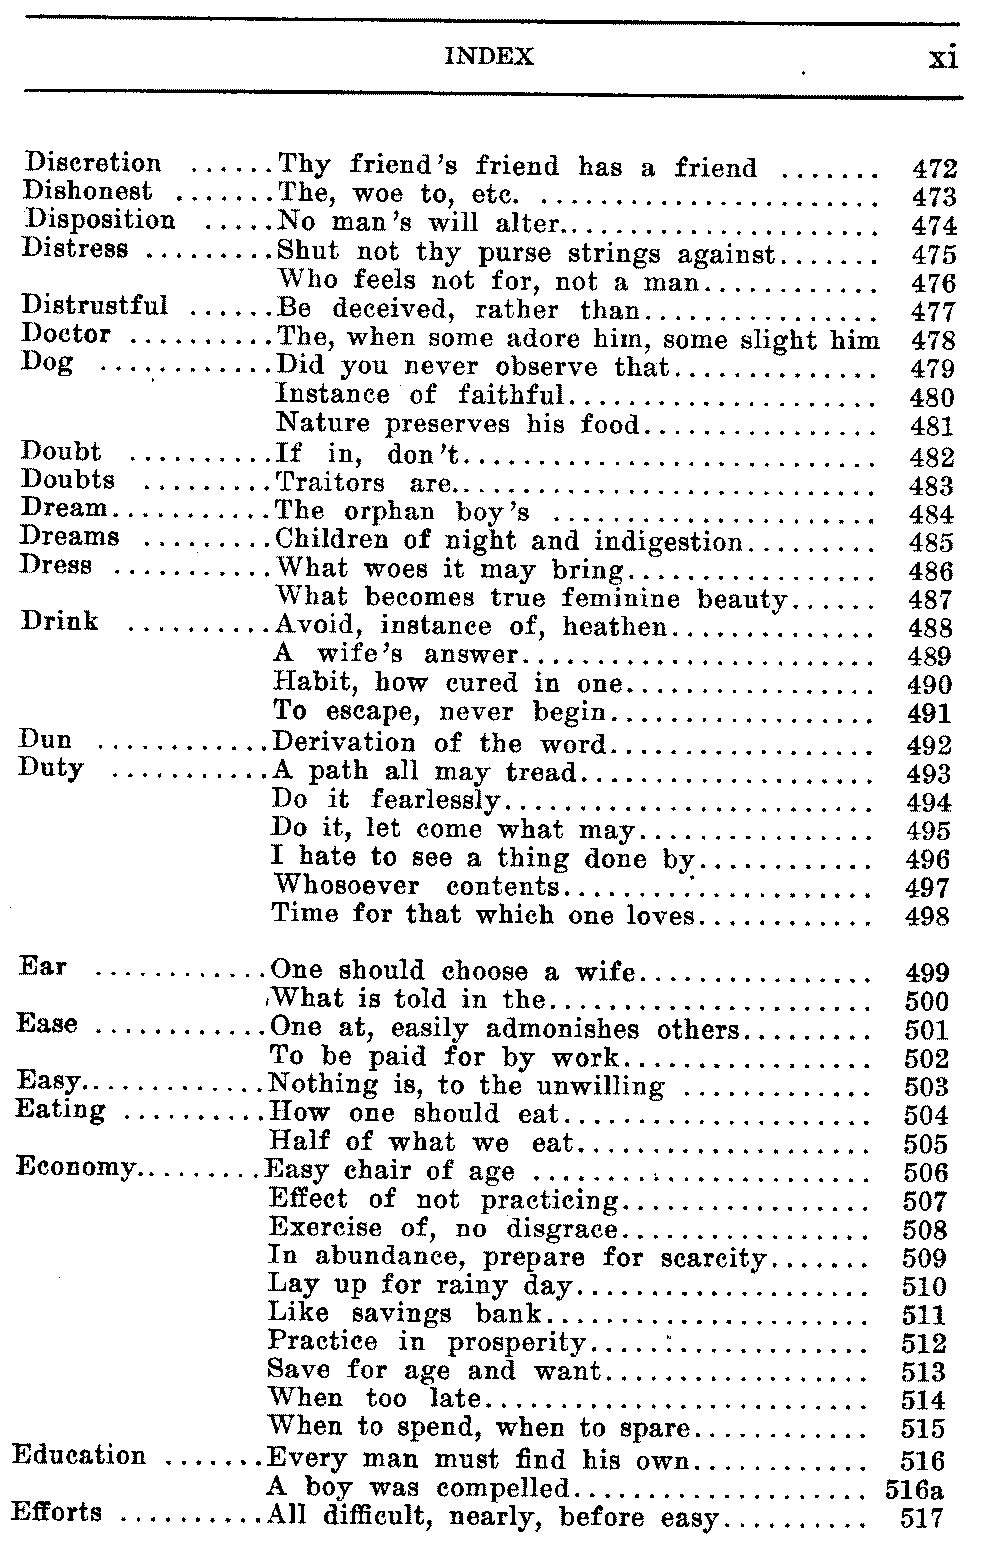 INDEX xi
Discretion ......Thy friend's friend has a friend ....... 472
Dishonest .......The, woe to, etc. ....................... 473
Disposition .....No man's will alter...................... 474
Distress .........Shut not thy purse strings against....... 475
Who feels not for, not a man............ 476
Distrustful ......Be deceived, rather than................ 477
Doctor ..........The, when some adore him, some slight him 478
Dog ............Did you never observe that.............. 479
Instance of faithful.................... 480
Nature preserves his food................ 481
Doubt ..........If in, don't............................. 482
Doubts .........Traitors are.............................. 483
Dream...........The orphan boy's ...................... 484
Dreams .........Children of night and indigestion......... 485
Dress ...........What woes it may bring................. 486
What becomes true feminine beauty...... 487
Drink ..........Avoid, instance of, heathen.............. 488
A wife's answer........................ 489
Habit, how cured in one................. 490
To escape, never begin.................. 491
Dun ............Derivation of the word.................. 492
Duty ...........A path all may tread.................... 493
Do it fearlessly......................... 494
Do it, let come what may................ 495
I hate to see a thing done by............ 496
Whosoever contents..................... 497
Time for that which one loves............ 498
Ear ............One should choose a wife................ 499
What is told in the...................... 500
Ease ............One at, easily admonishes others......... 501
To be paid for by work................. 502
Easy.............Nothing is, to the unwilling ............. 503
Eating ..........How one should eat..................... 504
Half of what we eat.................... 505
Economy.........Easy chair of age ....................... 506
Effect of not practicing................. 507
Exercise of, no disgrace................. 508
In abundance, prepare for scarcity....... 509
Lay up for rainy day.................... 510
Like savings bank...................... 511
Practice in prosperity................... 512
Save for age and want.................. 513
When too late.......................... 514
When to spend, when to spare............ 515
Education .......Every man must find his own............ 516
A boy was compelled.................... 516a
Efforts ..........All difficult, nearly, before easy.......... 517